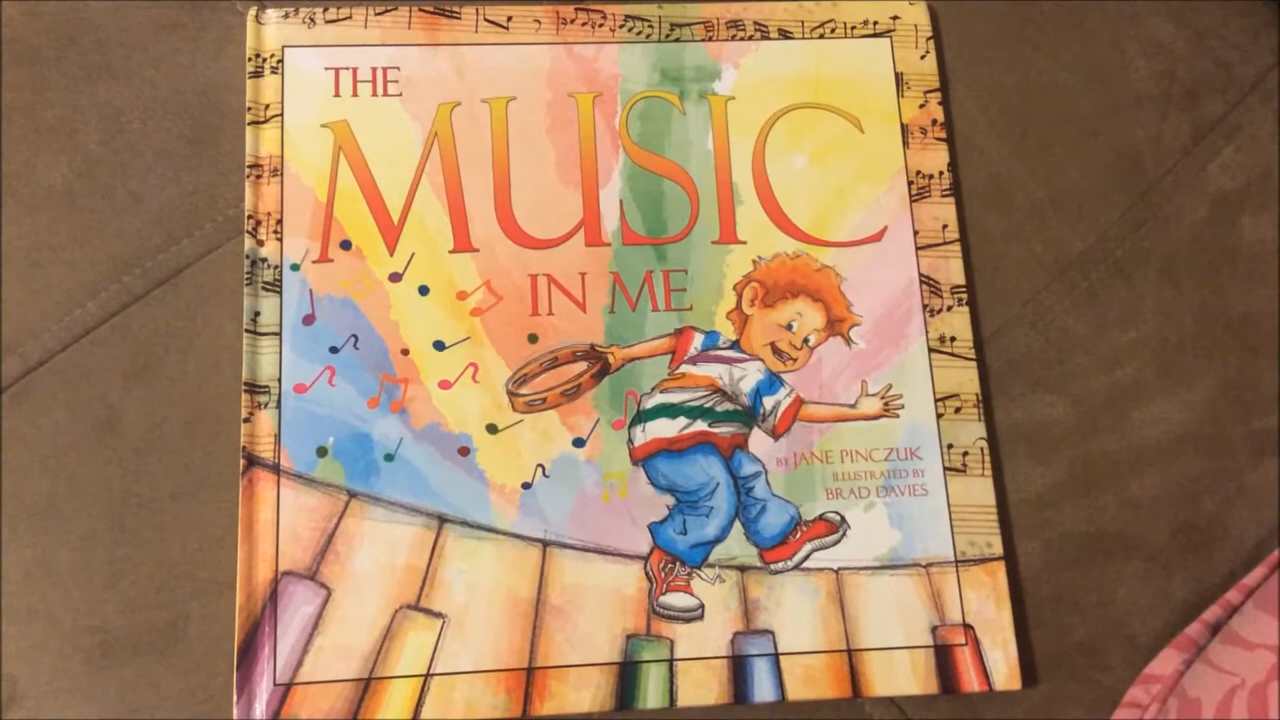 THE
MUSIC
IN ME
BY JANE PINCZUK
ILLUSTRATED BY
BRAD DAVIES